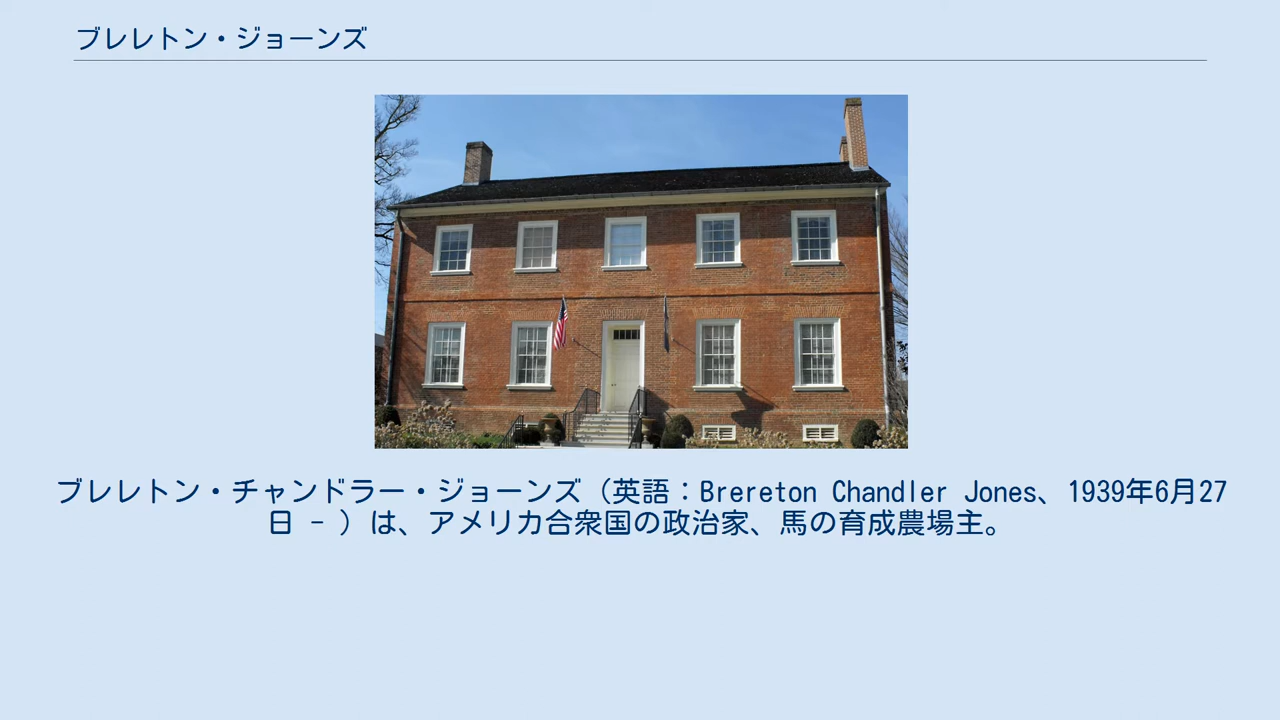 ブレレトン・ジョーンズ
ブレレトン・チャンドラー・ジョーンズ（英語：Brereton Chandler Jones、1939年6月27
日 - ）は、アメリカ合衆国の政治家、馬の育成農場主。